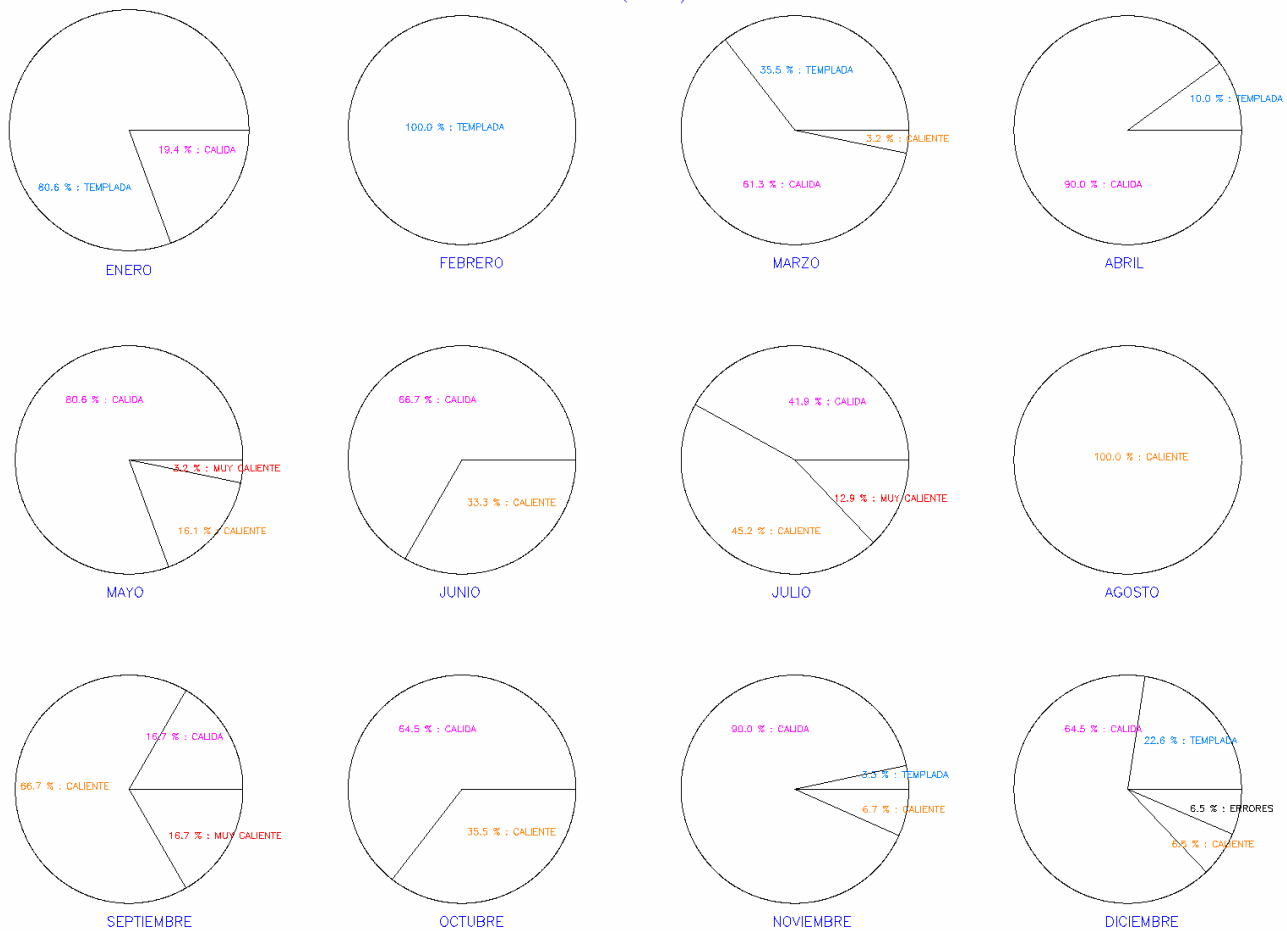 19.4 % : CALIDA
80.6 % : TEMPLADA
ENERO
100.0 % : TEMPLADA
FEBRERO
35.5 % : TEMPLADA
3.2 % : CALIENTE
61.3 % : CALIDA
MARZO
10.0 % : TEMPLADA
90.0 % : CALIDA
ABRIL
80.6 % : CALIDA
3.2 % : MUY CALIENTE
16.1 % : CALIENTE
MAYO
66.7 % : CALIDA
33.3 % : CALIENTE
JUNIO
41.9 % : CALIDA
12.9 % : MUY CALIENTE
45.2 % : CALIENTE
JULIO
100.0 % : CALIENTE
AGOSTO
16.7 % : CALIDA
66.7 % : CALIENTE
16.7 % : MUY CALIENTE
SEPTIEMBRE
64.5 % : CALIDA
35.5 % : CALIENTE
OCTUBRE
90.0 % : CALIDA
3.3 % : TEMPLADA
6.7 % : CALIENTE
NOVIEMBRE
64.5 % : CALIDA
22.6 % : TEMPLADA
6.5 % : ERRORES
6.5 % : CALIENTE
DICIEMBRE